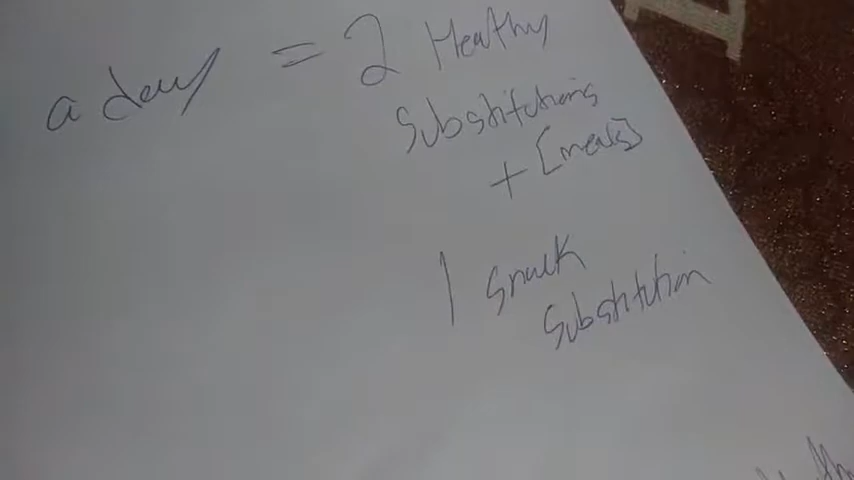 a day = 2 Healthy
Substitutions
+ [meals]
1 snack
Substitution